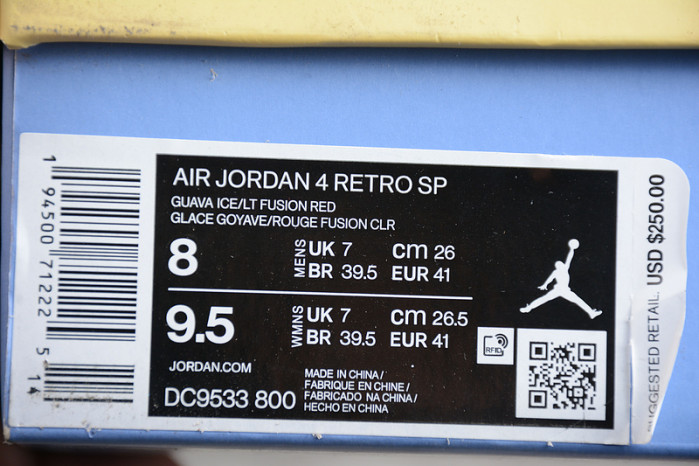 AIR JORDAN 4 RETRO SP
GUAVA ICE/LT FUSION RED
GLACE GOYAVE/ROUGE FUSION CLR
8 MENS UK 7 cm 26
BR 39.5 EUR 41
9.5 WMNS UK 7 cm 26.5
BR 39.5 EUR 41
RFID
JORDAN.COM
DC9533 800
MADE IN CHINA/
FABRIQUE EN CHINE/
FABRICADO NA CHINA/
HECHO EN CHINA
1 94500 71222 5 14
SUGGESTED RETAIL USD $250.00